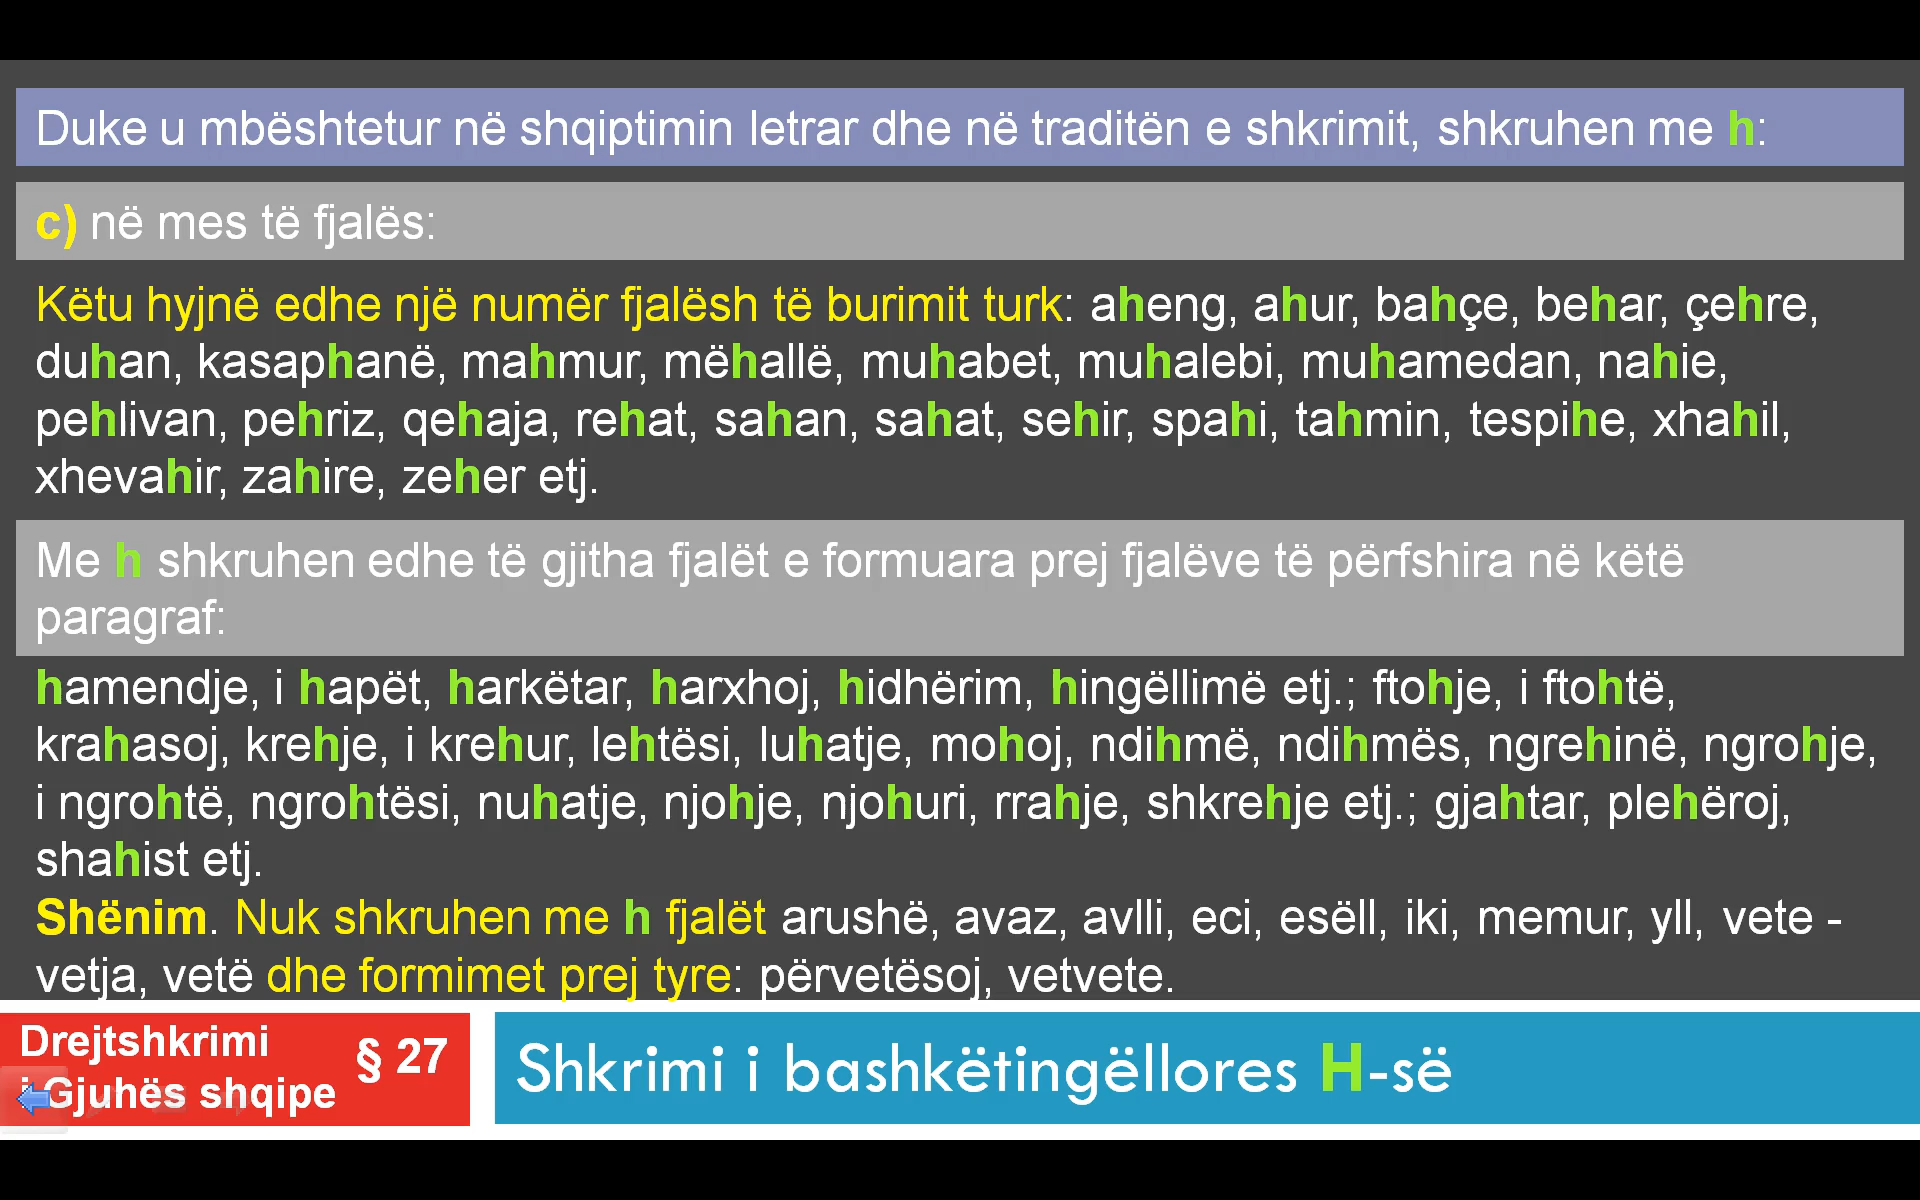 Duke u mbështetur në shqiptimin letrar dhe në traditën e shkrimit, shkruhen me h:
c) në mes të fjalës:
Këtu hyjnë edhe një numër fjalësh të burimit turk: aheng, ahur, bahçe, behar, çehre,
duhan, kasaphanë, mahmur, mëhallë, muhabet, muhalebi, muhamedan, nahie,
pehlivan, pehriz, qehaja, rehat, sahan, sahat, sehir, spahi, tahmin, tespihe, xhahil,
xhevahir, zahire, zeher etj.
Me h shkruhen edhe të gjitha fjalët e formuara prej fjalëve të përfshira në këtë
paragraf:
hamendje, i hapët, harkëtar, harxhoj, hidhërim, hingëllimë etj.; ftohje, i ftohtë,
krahasoj, krehje, i krehur, lehtësi, luhatje, mohoj, ndihmë, ndihmës, ngrehinë, ngrohje,
i ngrohtë, ngrohtësi, nuhatje, njohje, njohuri, rrahje, shkrehje etj.; gjahtar, plehëroj,
shahist etj.
Shënim. Nuk shkruhen me h fjalët arushë, avaz, avlli, eci, esëll, iki, memur, yll, vete -
vetja, vetë dhe formimet prej tyre: përvetësoj, vetvete.
Drejtshkrimi
i Gjuhës shqipe
§ 27
Shkrimi i bashkëtingëllores H-së